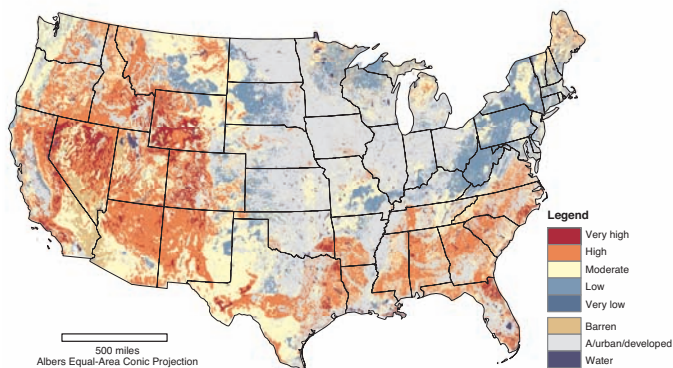 Legend
Very high
High
Moderate
Low
Very low
Barren
A/urban/developed
Water
500 miles
Albers Equal-Area Conic Projection